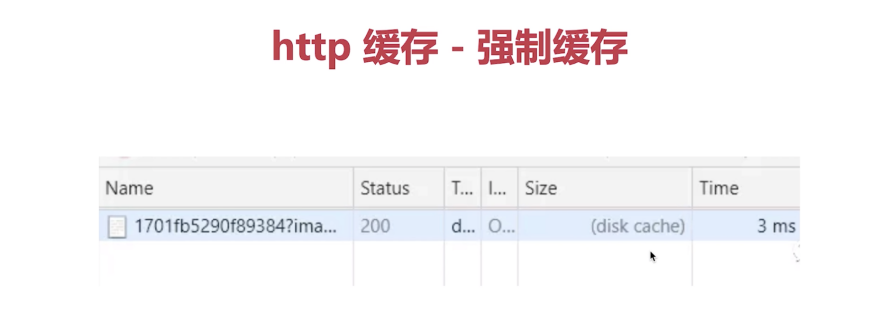 http 缓存 - 强制缓存
Name Status T... I... Size Time
1701fb5290f89384?ima... 200 d... O... (disk cache) 3 ms